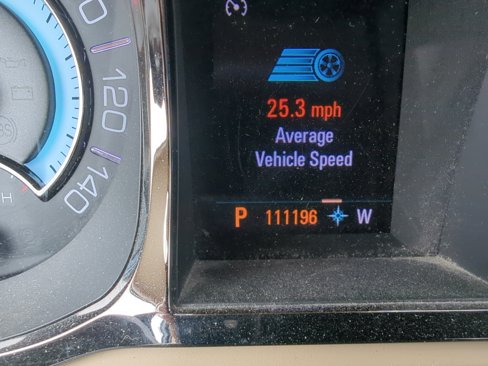 120
140
25.3 mph
Average
Vehicle Speed
P 111196 W